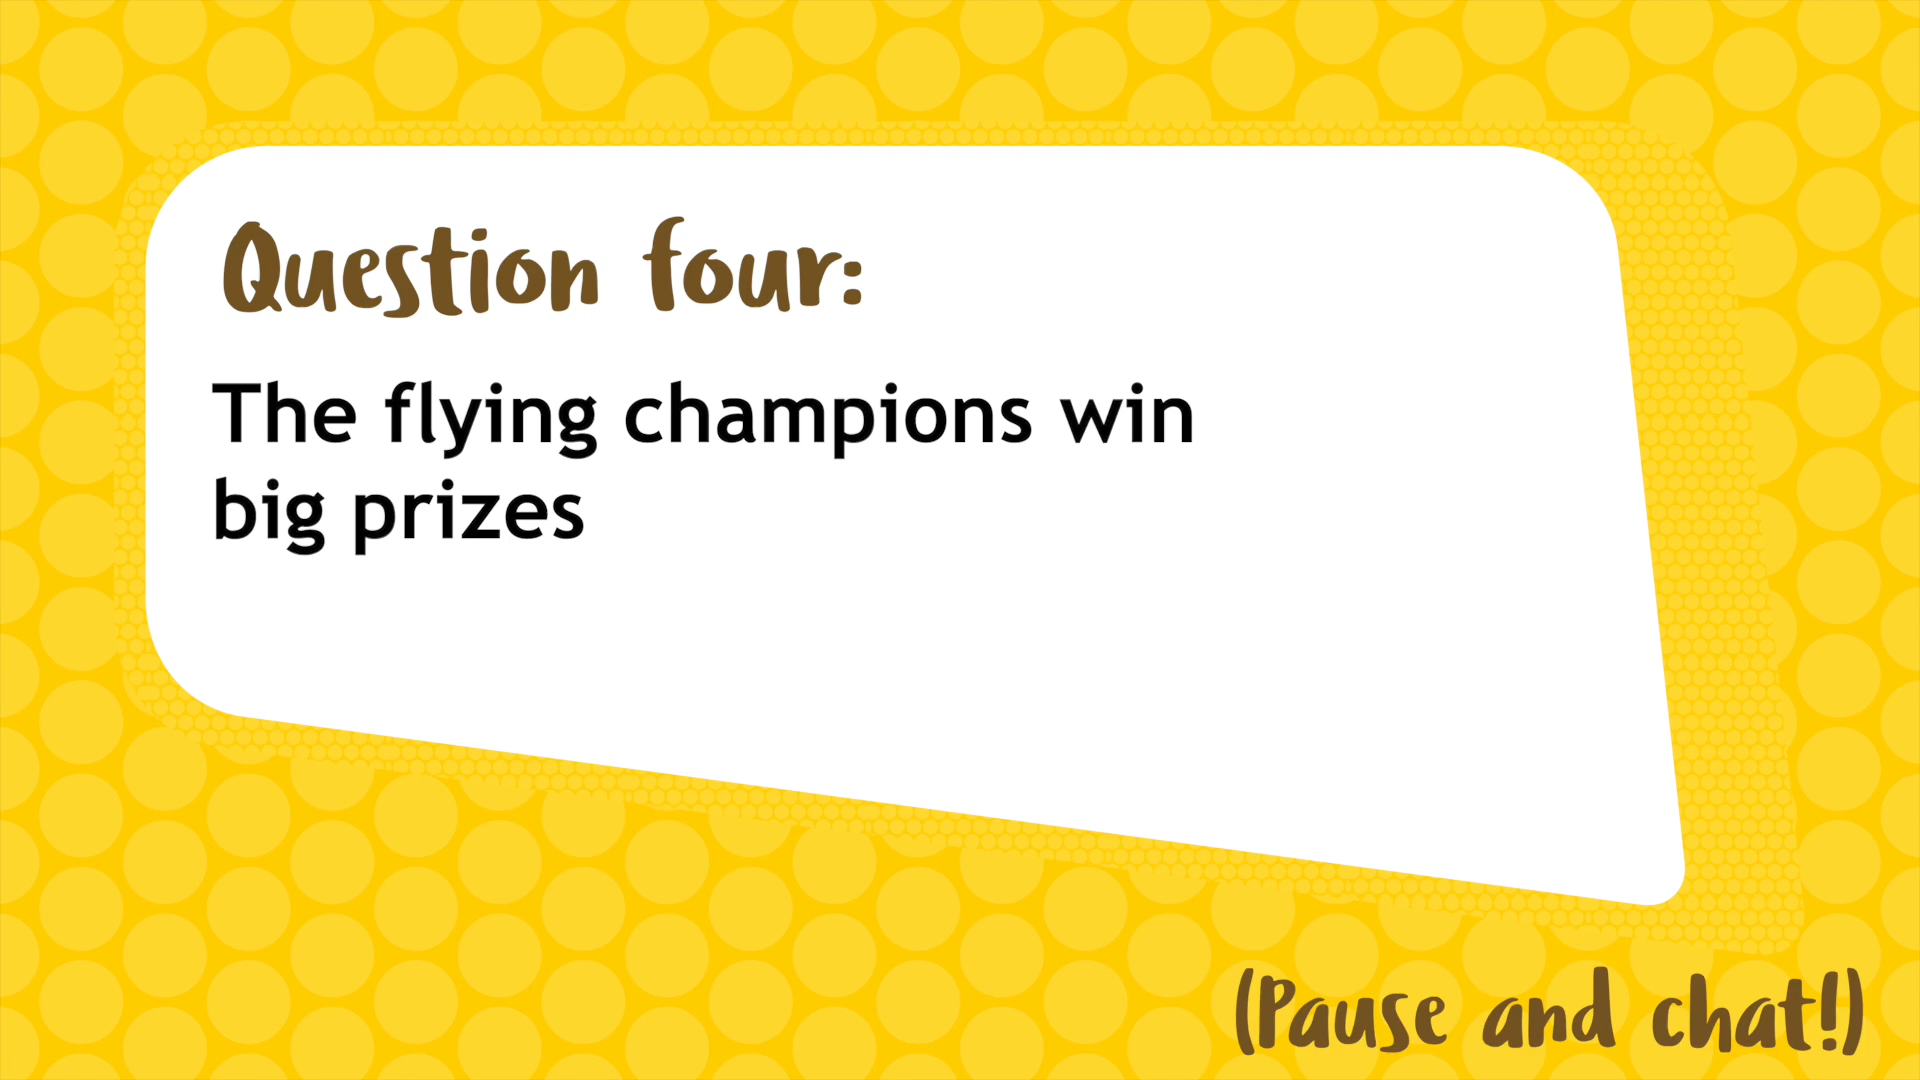 Question four:
The flying champions win
big prizes
(Pause and chat!)